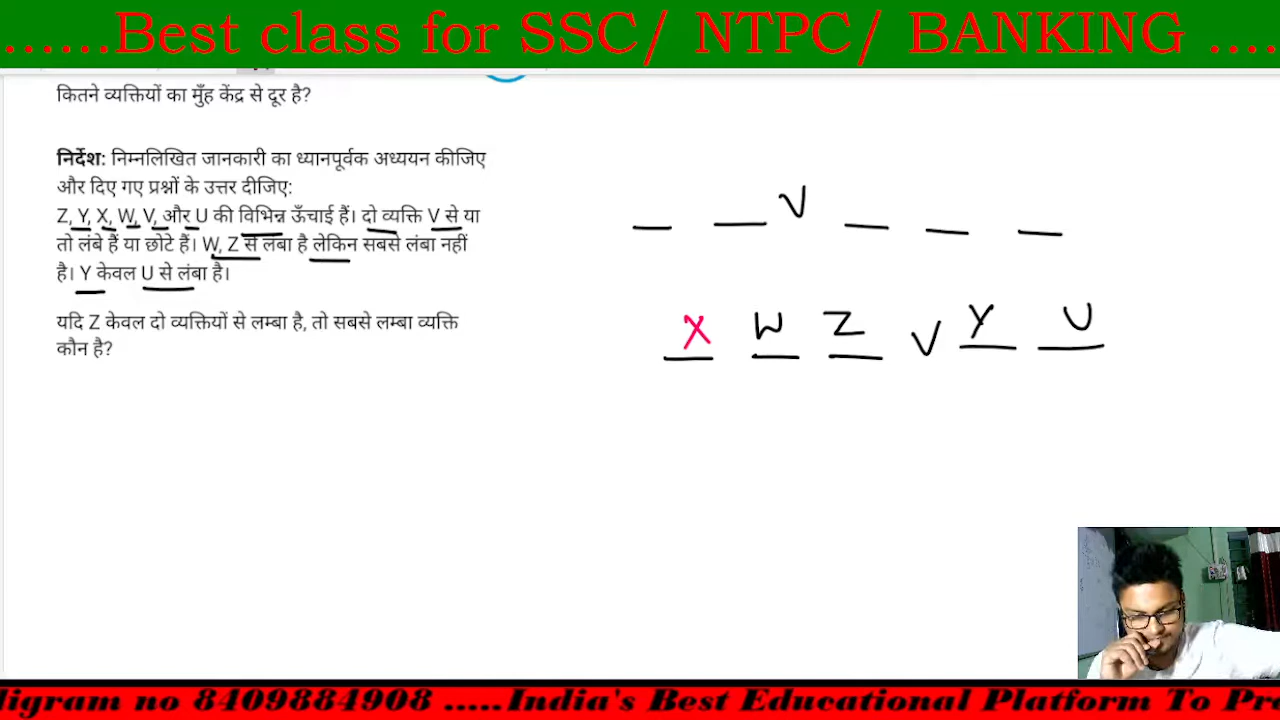 ......Best class for SSC/ NTPC/ BANKING ....
कितने व्यक्तियों का मुँह केंद्र से दूर है?
निर्देश: निम्नलिखित जानकारी का ध्यानपूर्वक अध्ययन कीजिए
और दिए गए प्रश्नों के उत्तर दीजिए:
Z, Y, X, W, V, और U की विभिन्न ऊँचाई हैं। दो व्यक्ति V से या
तो लंबे हैं या छोटे हैं। W, Z से लंबा है लेकिन सबसे लंबा नहीं
है। Y केवल U से लंबा है।
यदि Z केवल दो व्यक्तियों से लम्बा है, तो सबसे लम्बा व्यक्ति
कौन है?
V
X W Z V Y U
ligram no 8409884908 .....India's Best Educational Platform To Pr